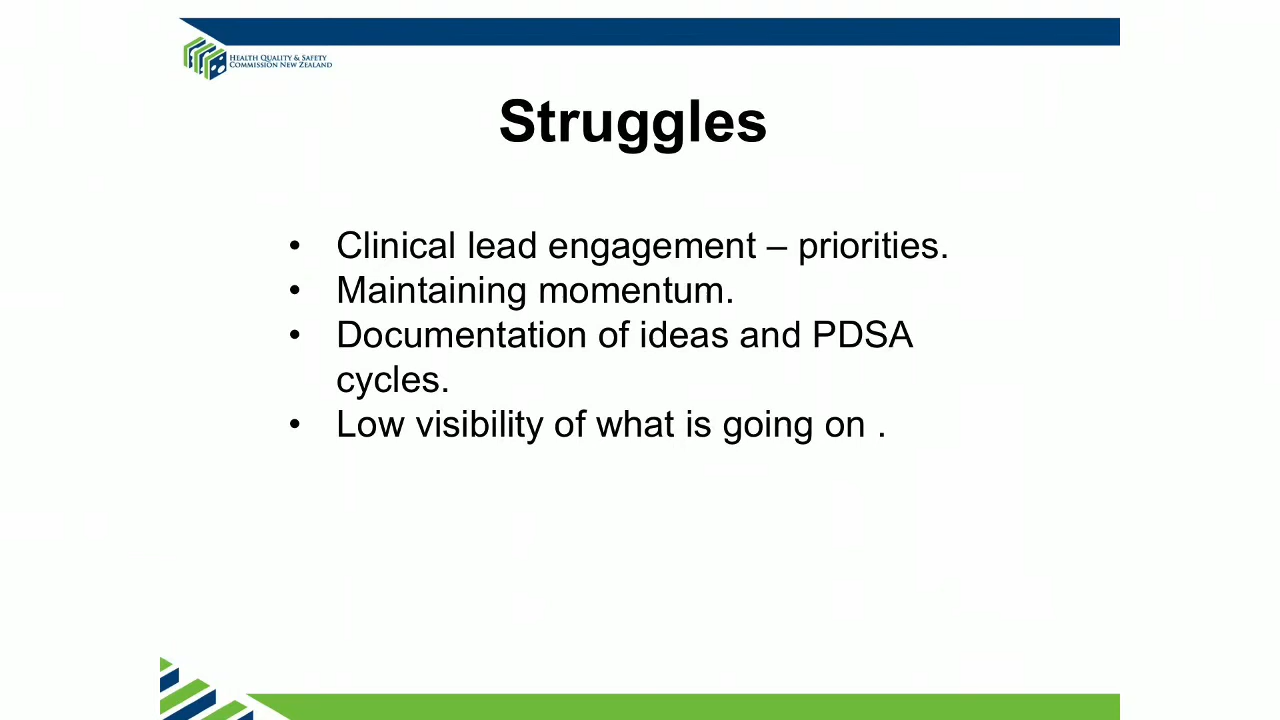 HEALTH QUALITY & SAFETY
COMMISSION NEW ZEALAND
Struggles
• Clinical lead engagement – priorities.
• Maintaining momentum.
• Documentation of ideas and PDSA
cycles.
• Low visibility of what is going on .